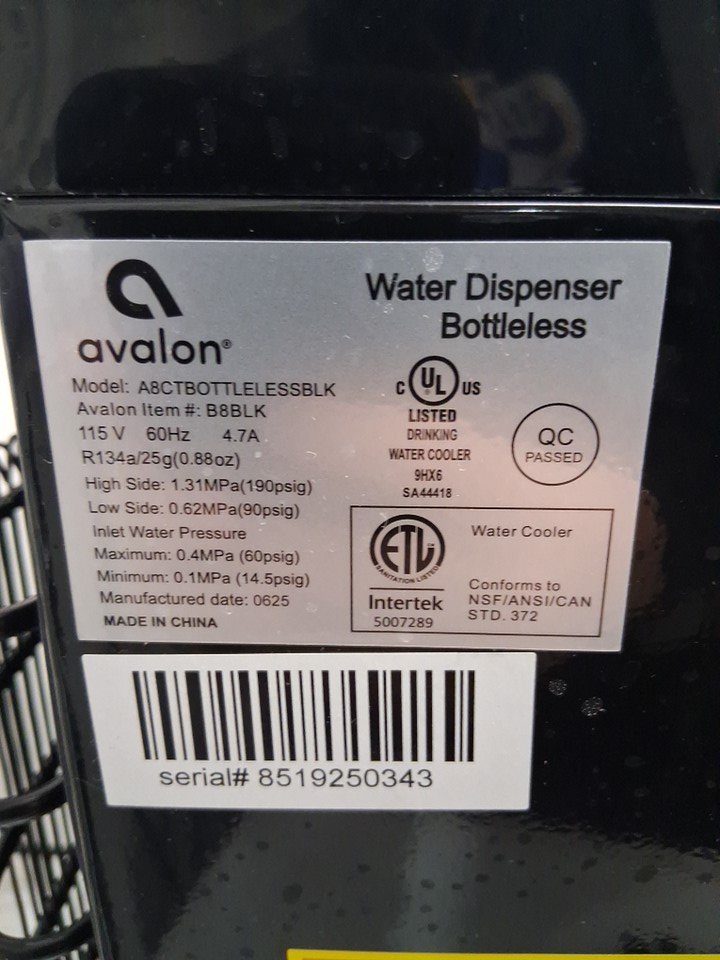 avalon®
Water Dispenser
Bottleless
Model: A8CTBOTTLELESSBLK
Avalon Item #: B8BLK
115 V 60Hz 4.7A
R134a/25g(0.88oz)
High Side: 1.31MPa(190psig)
Low Side: 0.62MPa(90psig)
Inlet Water Pressure
Maximum: 0.4MPa (60psig)
Minimum: 0.1MPa (14.5psig)
Manufactured date: 0625
MADE IN CHINA
C UL US
LISTED
DRINKING
WATER COOLER
9HX6
SA44418
QC
PASSED
ETL
SANITATION LISTED
Intertek
5007289
Water Cooler
Conforms to
NSF/ANSI/CAN
STD. 372
serial# 8519250343